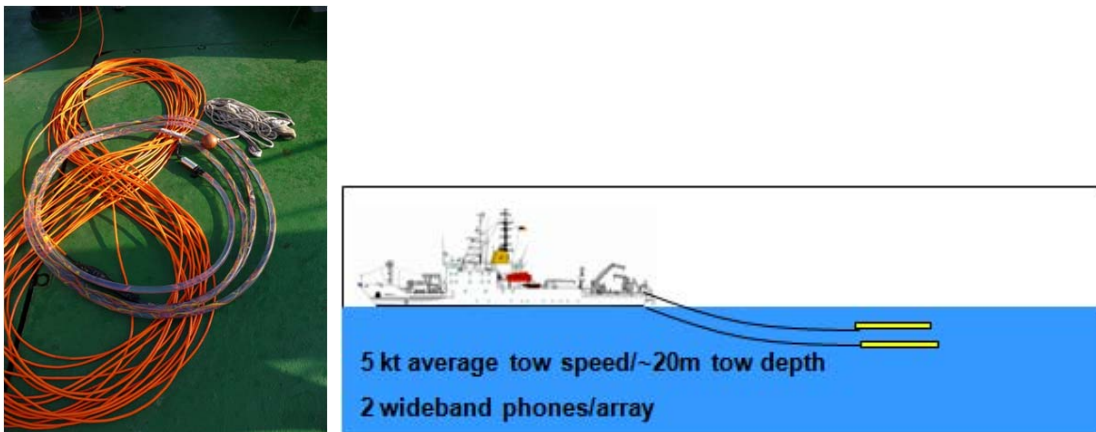 5 kt average tow speed/~20m tow depth
2 wideband phones/array